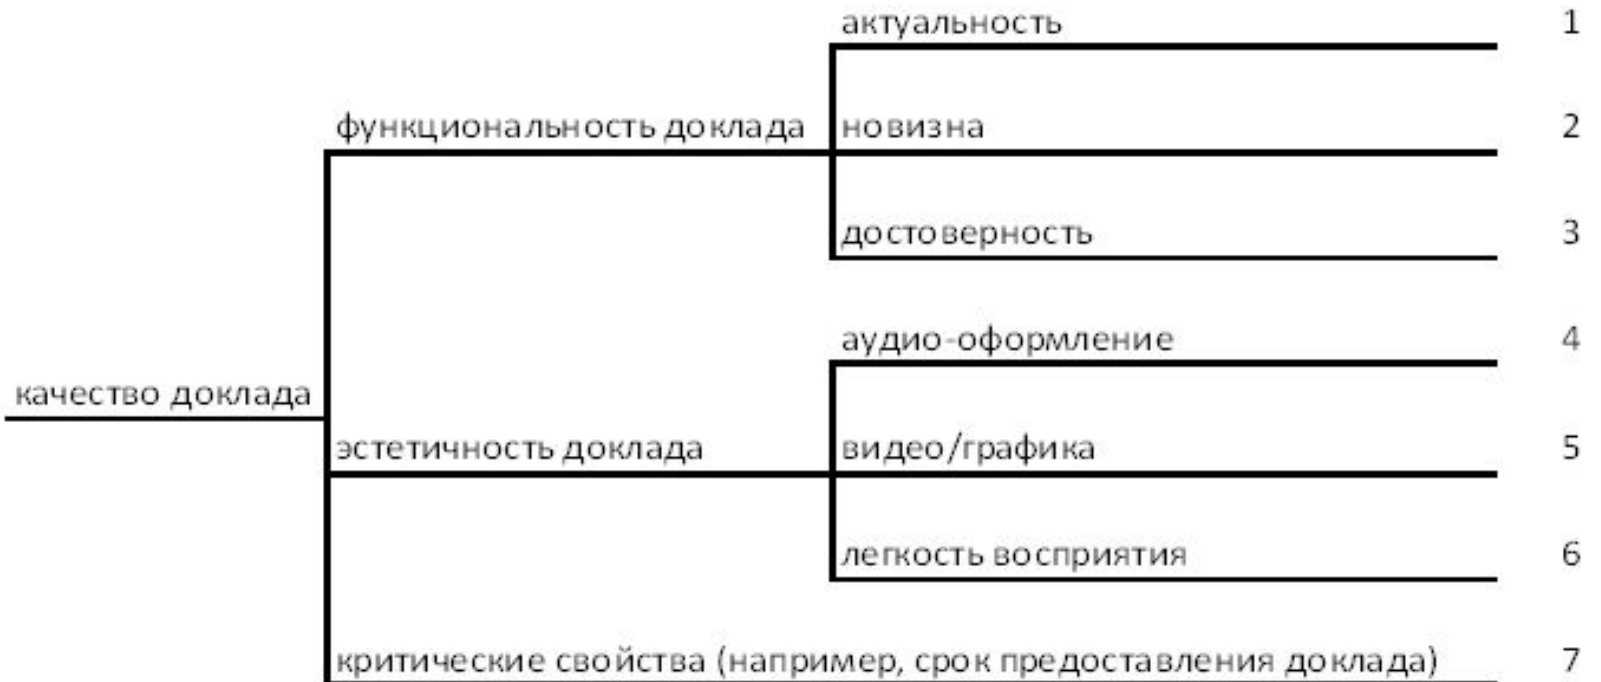 актуальность 1
функциональность доклада новизна 2
достоверность 3
аудио-оформление 4
качество доклада
эстетичность доклада видео/графика 5
легкость восприятия 6
критические свойства (например, срок предоставления доклада) 7